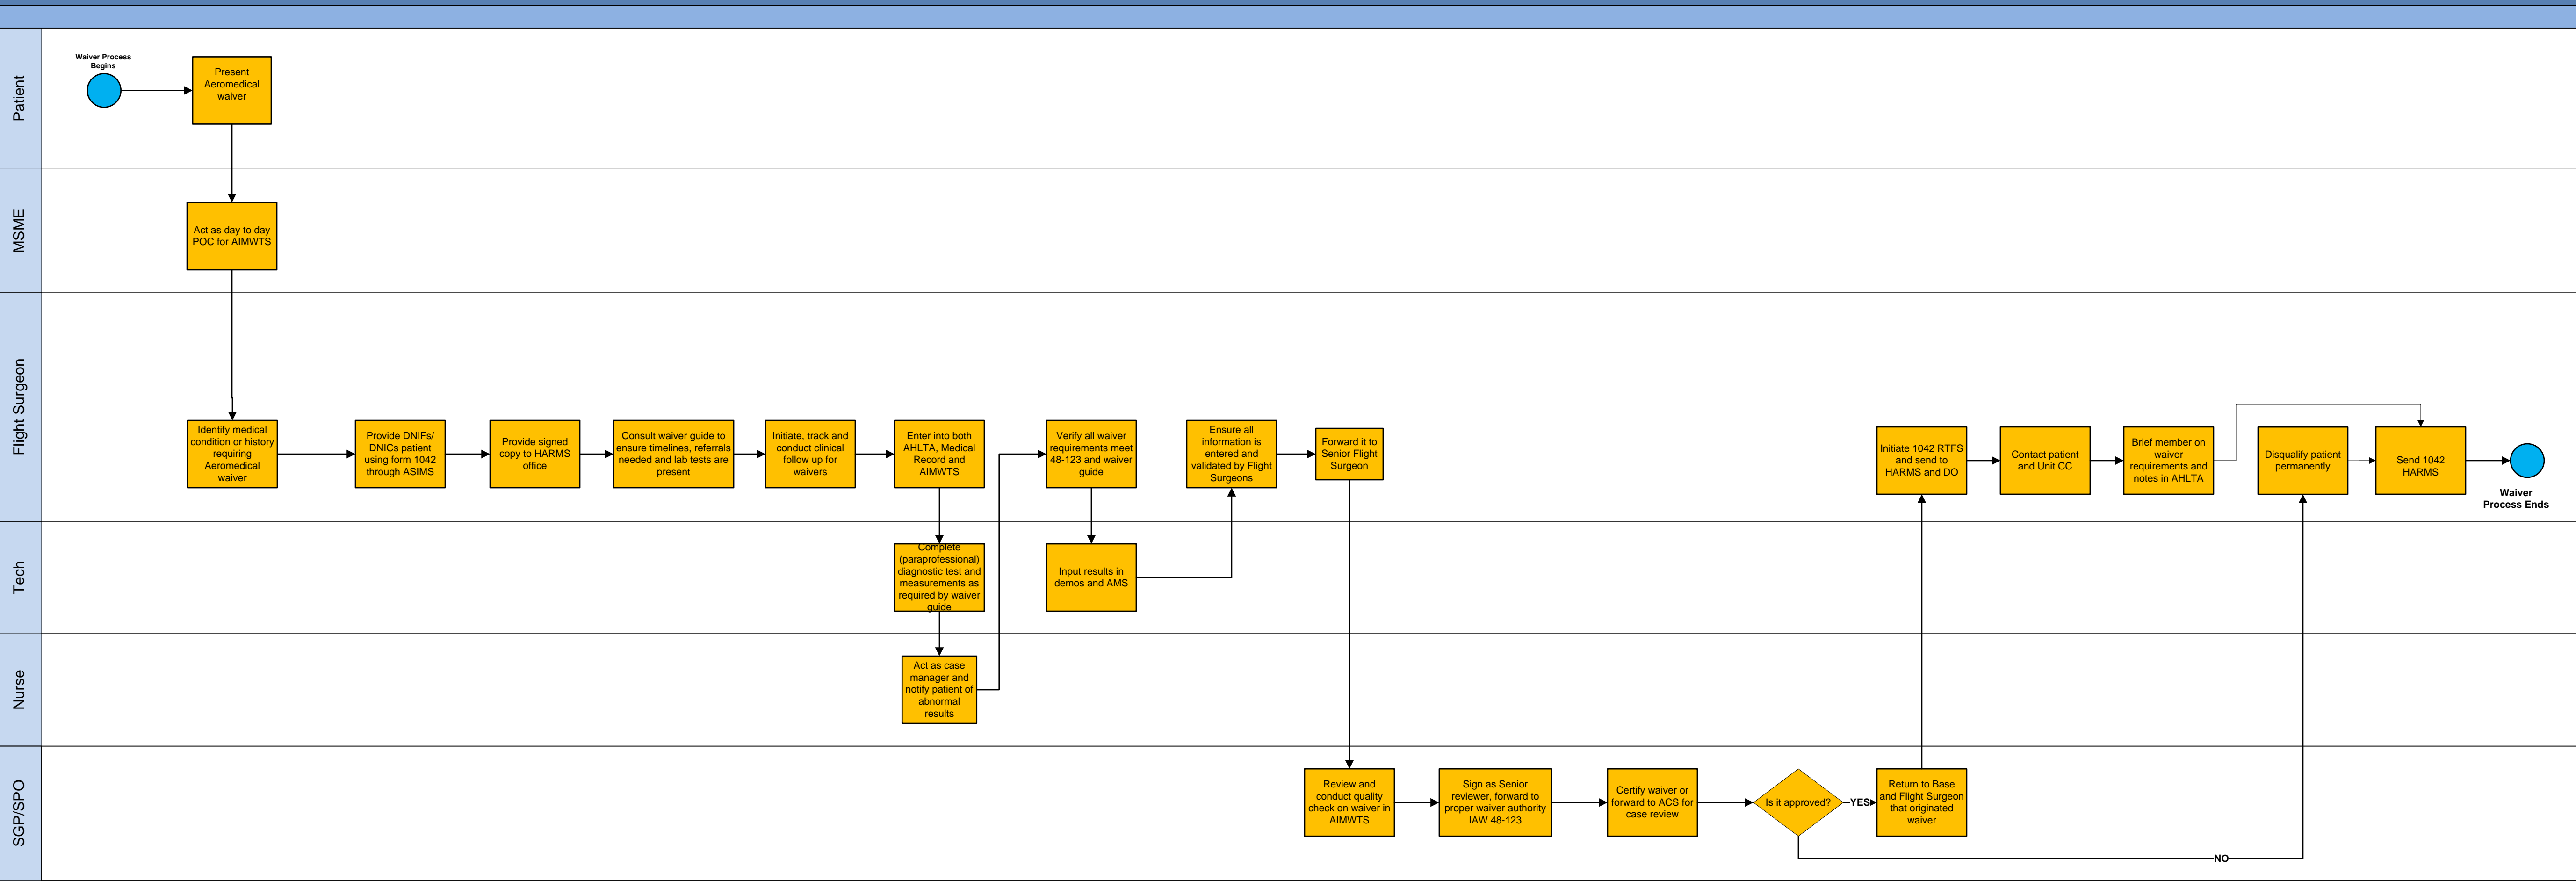 Patient
Waiver Process
Begins
Present
Aeromedical
waiver
MSME
Act as day to day
POC for AIMWTS
Flight Surgeon
Identify medical
condition or history
requiring
Aeromedical
waiver
Provide DNIFs/
DNICs patient
using form 1042
through ASIMS
Provide signed
copy to HARMS
office
Consult waiver guide to
ensure timelines, referrals
needed and lab tests are
present
Initiate, track and
conduct clinical
follow up for
waivers
Enter into both
AHLTA, Medical
Record and
AIMWTS
Verify all waiver
requirements meet
48-123 and waiver
guide
Ensure all
information is
entered and
validated by Flight
Surgeons
Forward it to
Senior Flight
Surgeon
Initiate 1042 RTFS
and send to
HARMS and DO
Contact patient
and Unit CC
Brief member on
waiver
requirements and
notes in AHLTA
Disqualify patient
permanently
Send 1042
HARMS
Waiver
Process Ends
Tech
Complete
(paraprofessional)
diagnostic test and
measurements as
required by waiver
guide
Input results in
demos and AMS
Nurse
Act as case
manager and
notify patient of
abnormal
results
SGP/SPO
Review and
conduct quality
check on waiver in
AIMWTS
Sign as Senior
reviewer, forward to
proper waiver authority
IAW 48-123
Certify waiver or
forward to ACS for
case review
Is it approved?
YES
Return to Base
and Flight Surgeon
that originated
waiver
NO